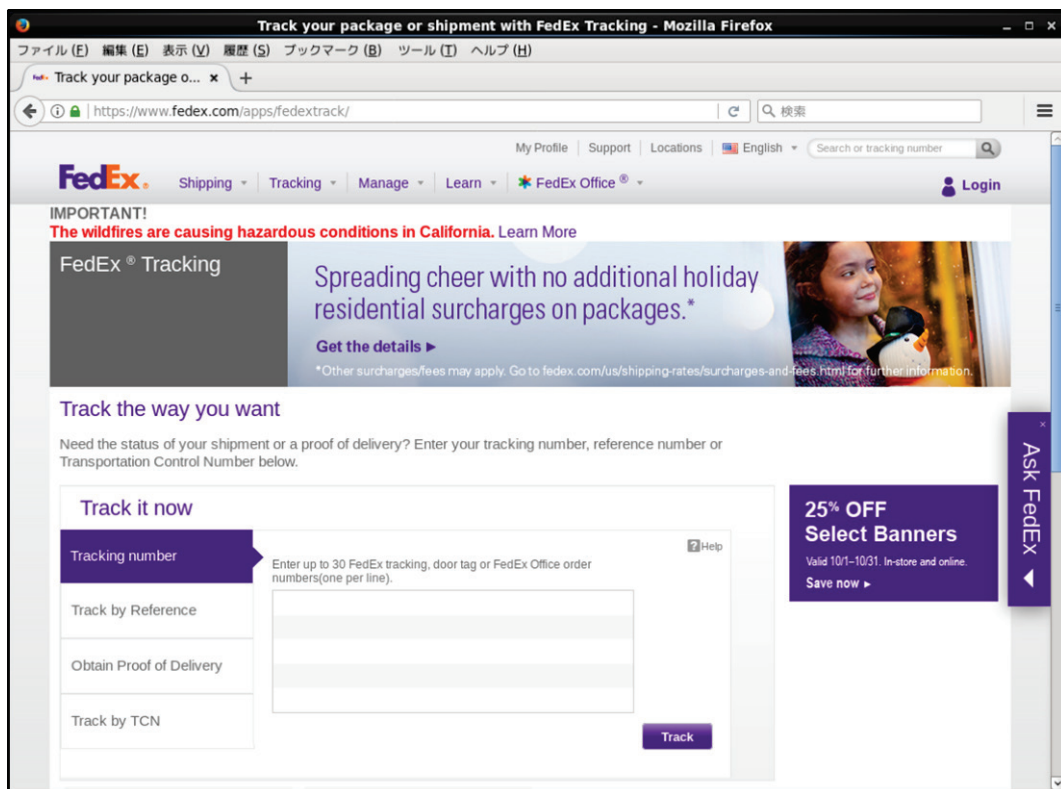 Track your package or shipment with FedEx Tracking - Mozilla Firefox
ファイル (F) 編集 (E) 表示 (V) 履歴 (S) ブックマーク (B) ツール (T) ヘルプ (H)
FedEx Track your package o... × +
https://www.fedex.com/apps/fedextrack/ 検索
My Profile Support Locations English Search or tracking number
FedEx® Shipping Tracking Manage Learn FedEx Office ® Login
IMPORTANT!
The wildfires are causing hazardous conditions in California. Learn More
FedEx ® Tracking
Spreading cheer with no additional holiday
residential surcharges on packages.*
Get the details ►
*Other surcharges/fees may apply. Go to fedex.com/us/shipping-rates/surcharges-and-fees.html for further information.
Track the way you want
Need the status of your shipment or a proof of delivery? Enter your tracking number, reference number or
Transportation Control Number below.
Track it now
Tracking number
Track by Reference
Obtain Proof of Delivery
Track by TCN
? Help
Enter up to 30 FedEx tracking, door tag or FedEx Office order
numbers(one per line).
Track
25% OFF
Select Banners
Valid 10/1–10/31. In-store and online.
Save now ►
× Ask FedEx ◄